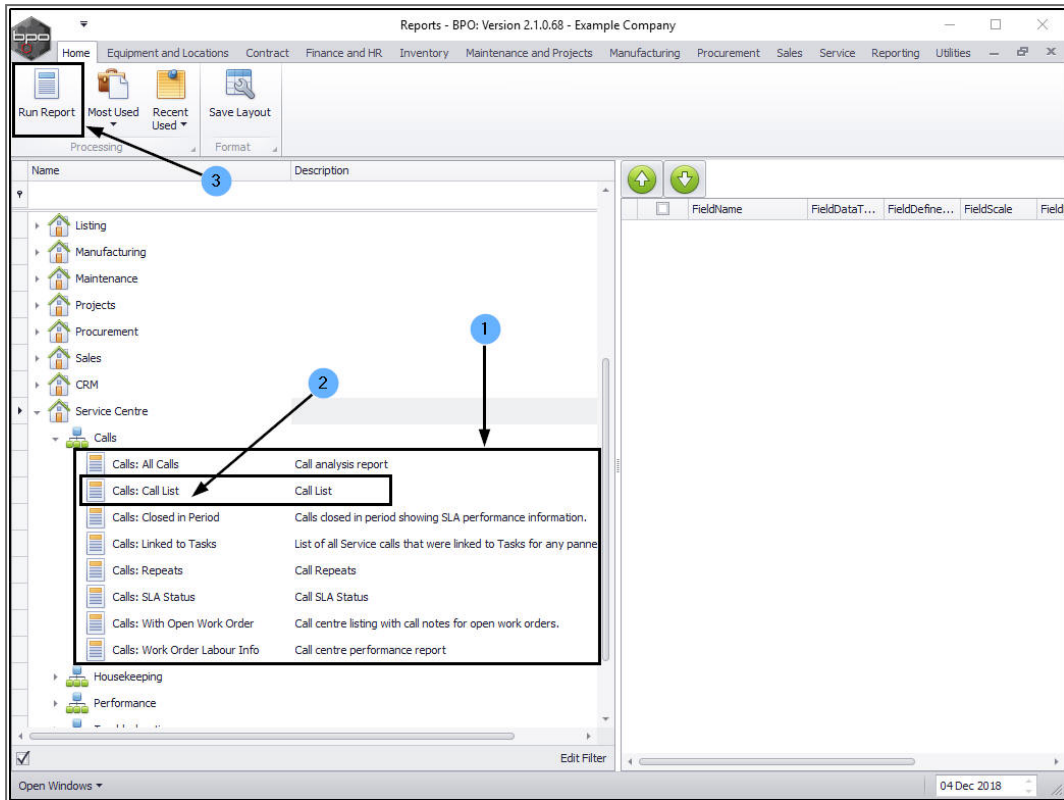 bpo
Reports - BPO: Version 2.1.0.68 - Example Company
Home Equipment and Locations Contract Finance and HR Inventory Maintenance and Projects Manufacturing Procurement Sales Service Reporting Utilities
Run Report Most Used Recent Used Save Layout
Processing Format
3
Name Description
FieldName FieldDataT... FieldDefine... FieldScale Field
Listing
Manufacturing
Maintenance
Projects
Procurement
1
Sales
CRM
2
Service Centre
Calls
Calls: All Calls Call analysis report
Calls: Call List Call List
Calls: Closed in Period Calls closed in period showing SLA performance information.
Calls: Linked to Tasks List of all Service calls that were linked to Tasks for any panne
Calls: Repeats Call Repeats
Calls: SLA Status Call SLA Status
Calls: With Open Work Order Call centre listing with call notes for open work orders.
Calls: Work Order Labour Info Call centre performance report
Housekeeping
Performance
Edit Filter
Open Windows 04 Dec 2018